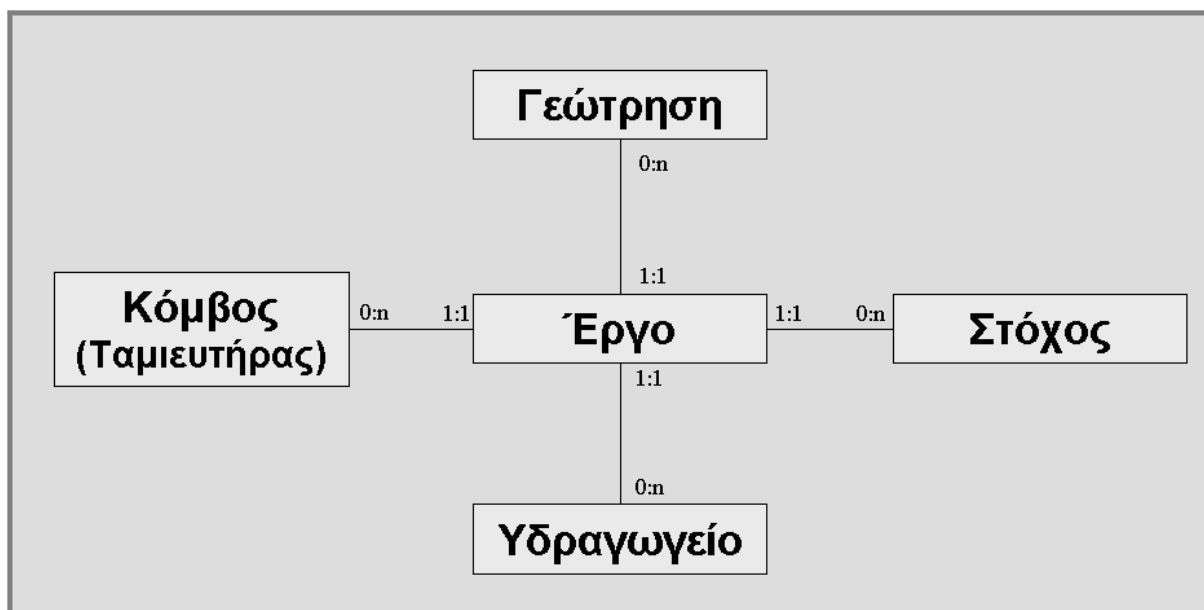 Γεώτρηση
0:n
1:1
Κόμβος
(Ταμιευτήρας)
0:n
1:1
Έργο
1:1
0:n
Στόχος
1:1
0:n
Υδραγωγείο